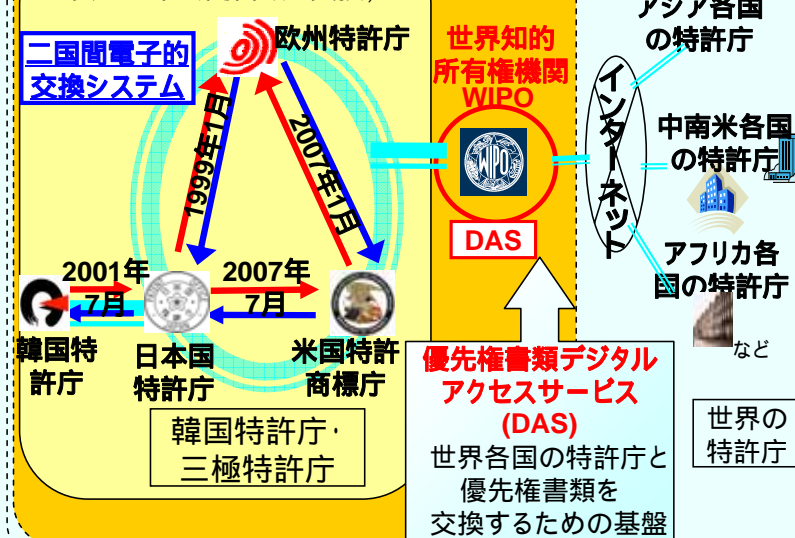 欧州特許庁
二国間電子的
交換システム
1999年1月
2007年1月
2001年
7月
2007年
7月
韓国特
許庁
日本国
特許庁
米国特許
商標庁
韓国特許庁・
三極特許庁
世界知的
所有権機関
WIPO
WIPO
DAS
優先権書類デジタル
アクセスサービス
(DAS)
世界各国の特許庁と
優先権書類を
交換するための基盤
インターネット
アジア各国
の特許庁
中南米各国
の特許庁
アフリカ各
国の特許庁
など
世界の
特許庁